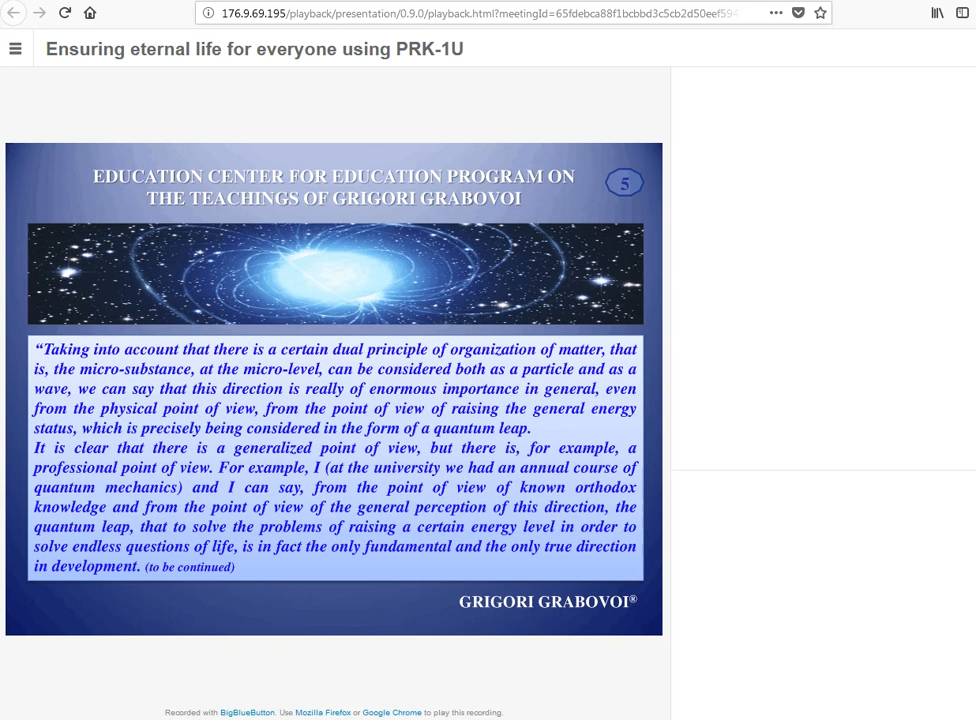 176.9.69.195/playback/presentation/0.9.0/playback.html?meetingId=65fdebca88f1bcbbd3c5cb2d50eef594
Ensuring eternal life for everyone using PRK-1U
EDUCATION CENTER FOR EDUCATION PROGRAM ON
THE TEACHINGS OF GRIGORI GRABOVOI
5
“Taking into account that there is a certain dual principle of organization of matter, that
is, the micro-substance, at the micro-level, can be considered both as a particle and as a
wave, we can say that this direction is really of enormous importance in general, even
from the physical point of view, from the point of view of raising the general energy
status, which is precisely being considered in the form of a quantum leap.
It is clear that there is a generalized point of view, but there is, for example, a
professional point of view. For example, I (at the university we had an annual course of
quantum mechanics) and I can say, from the point of view of known orthodox
knowledge and from the point of view of the general perception of this direction, the
quantum leap, that to solve the problems of raising a certain energy level in order to
solve endless questions of life, is in fact the only fundamental and the only true direction
in development. (to be continued)
GRIGORI GRABOVOI®
Recorded with BigBlueButton. Use Mozilla Firefox or Google Chrome to play this recording.